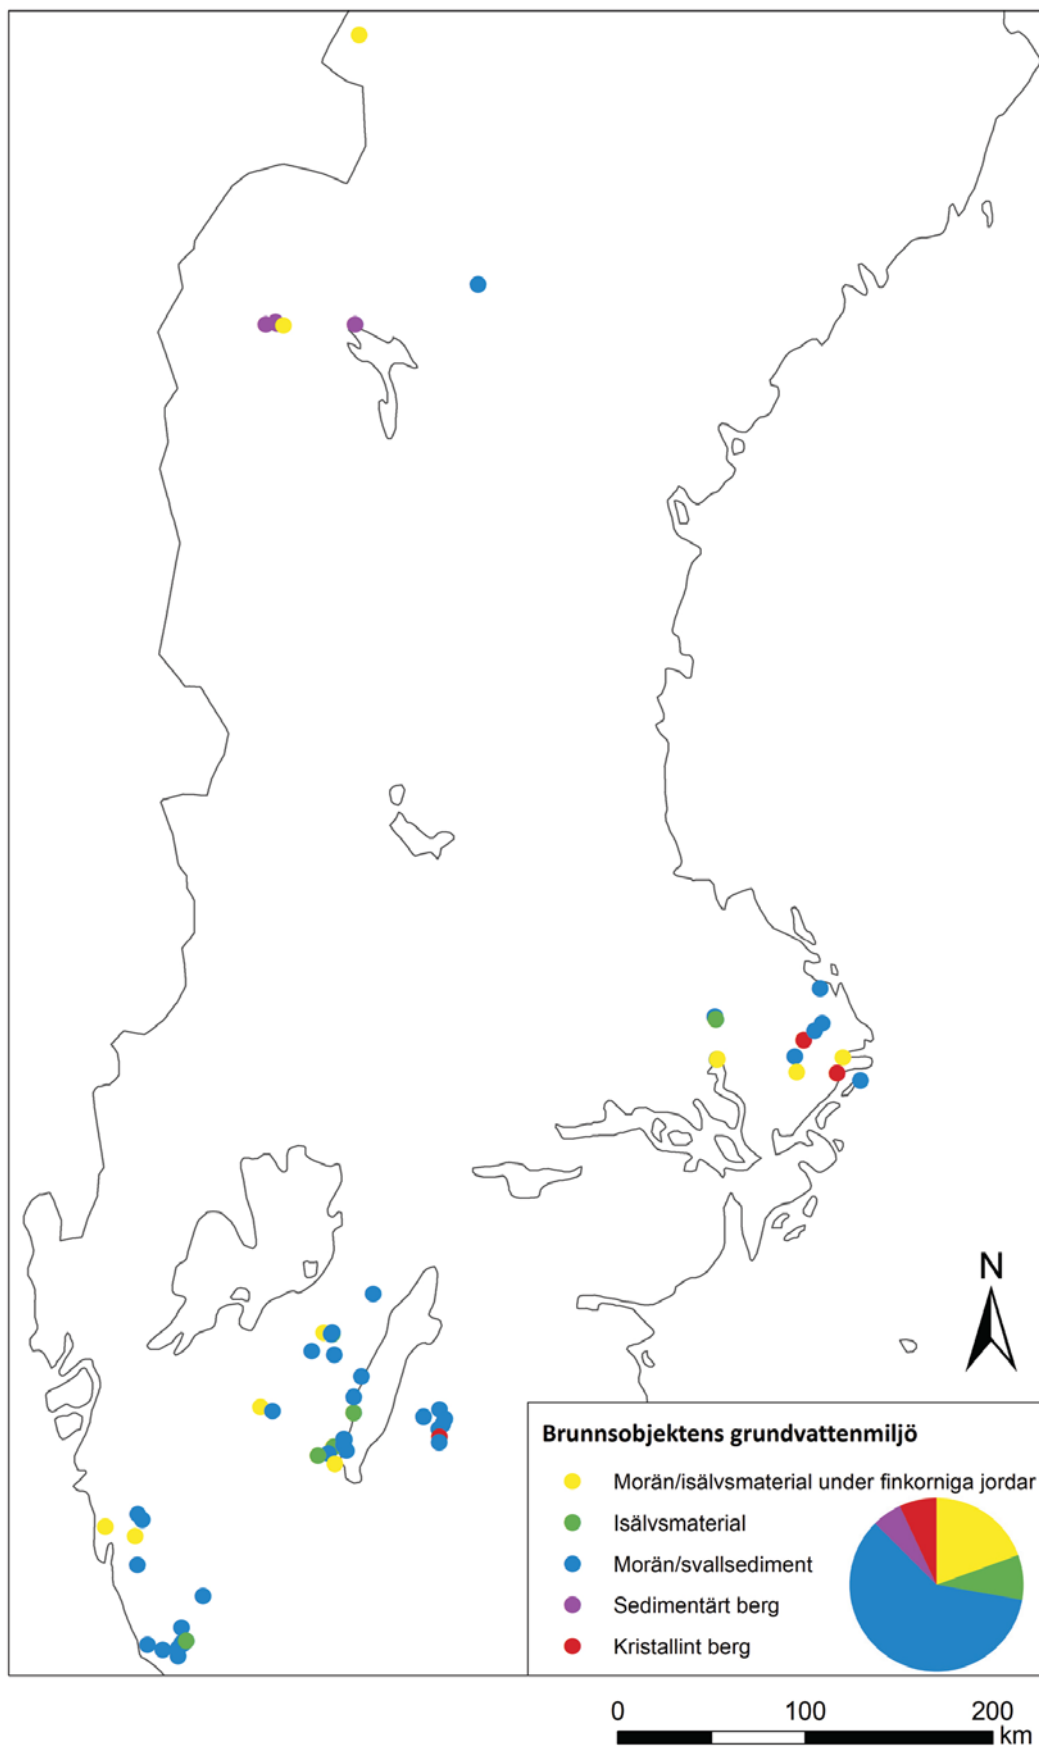 N
Brunnsobjektens grundvattenmiljö
Morän/isälvsmaterial under finkorniga jordar
Isälvsmaterial
Morän/svallsediment
Sedimentärt berg
Kristallint berg
0 100 200
km